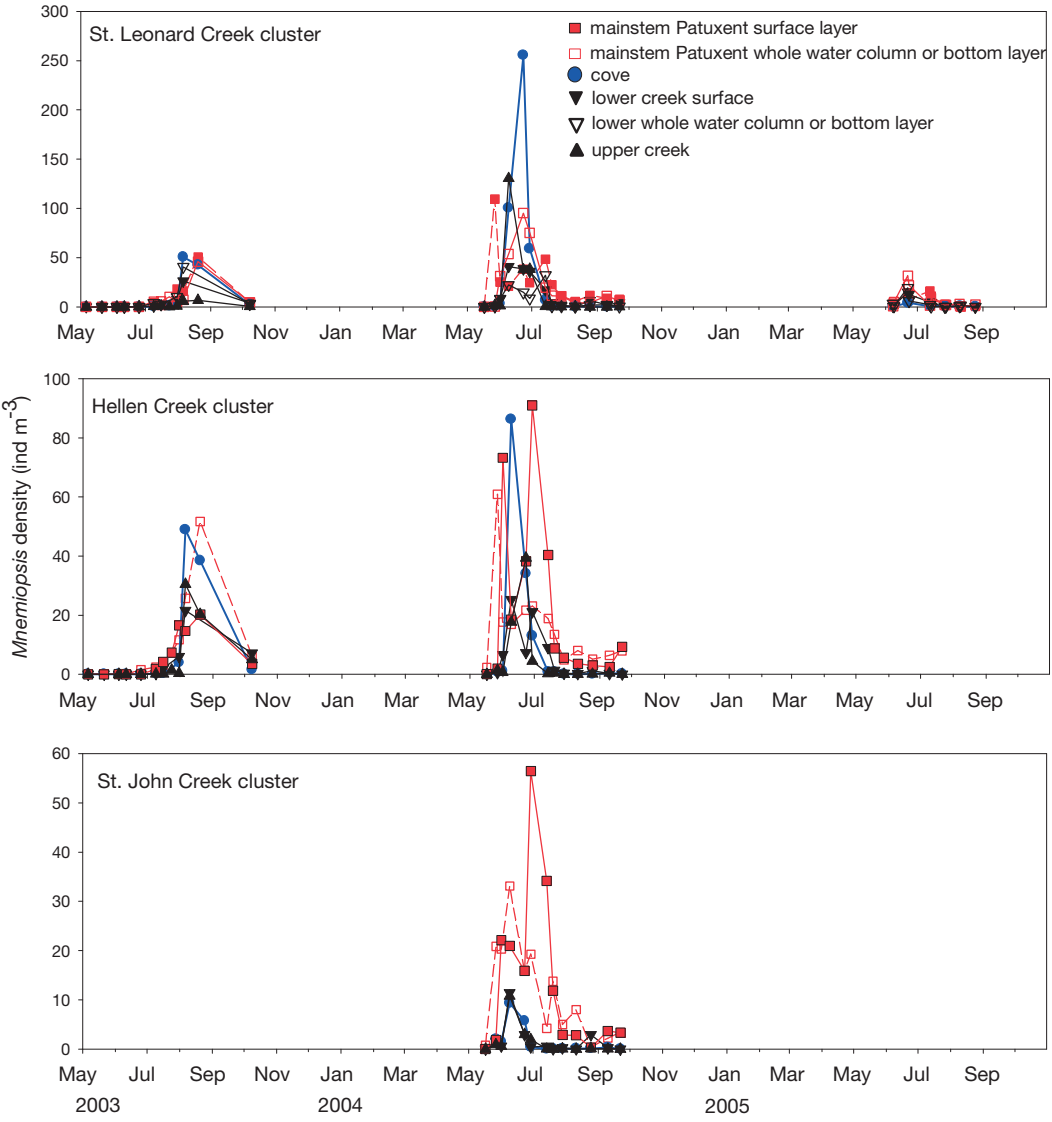 Mnemiopsis density (ind m-3)
St. Leonard Creek cluster
mainstem Patuxent surface layer
mainstem Patuxent whole water column or bottom layer
cove
lower creek surface
lower whole water column or bottom layer
upper creek
300
250
200
150
100
50
0
May Jul Sep Nov Jan Mar May Jul Sep Nov Jan Mar May Jul Sep
Hellen Creek cluster
100
80
60
40
20
0
May Jul Sep Nov Jan Mar May Jul Sep Nov Jan Mar May Jul Sep
St. John Creek cluster
60
50
40
30
20
10
0
May Jul Sep Nov Jan Mar May Jul Sep Nov Jan Mar May Jul Sep
2003 2004 2005